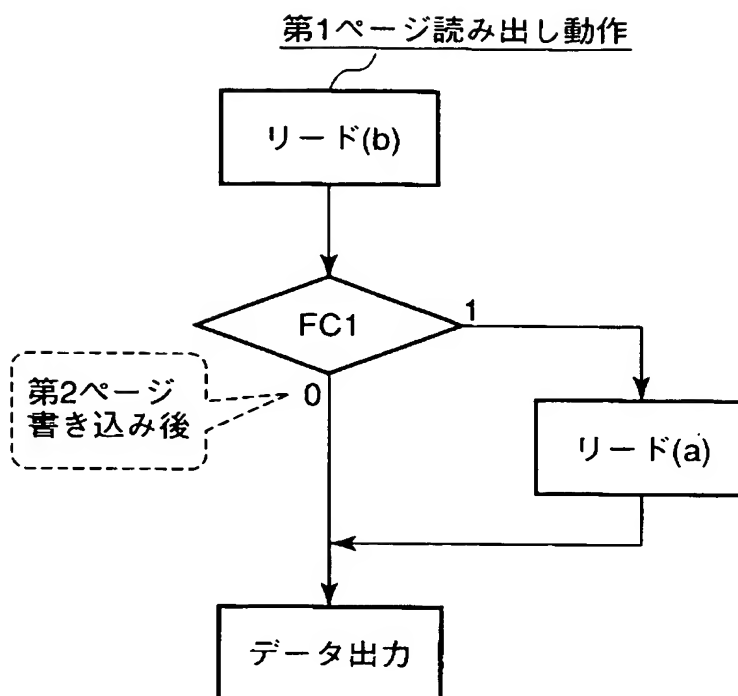 第1ページ読み出し動作
リード(b)
FC1
1
0
第2ページ
書き込み後
リード(a)
データ出力